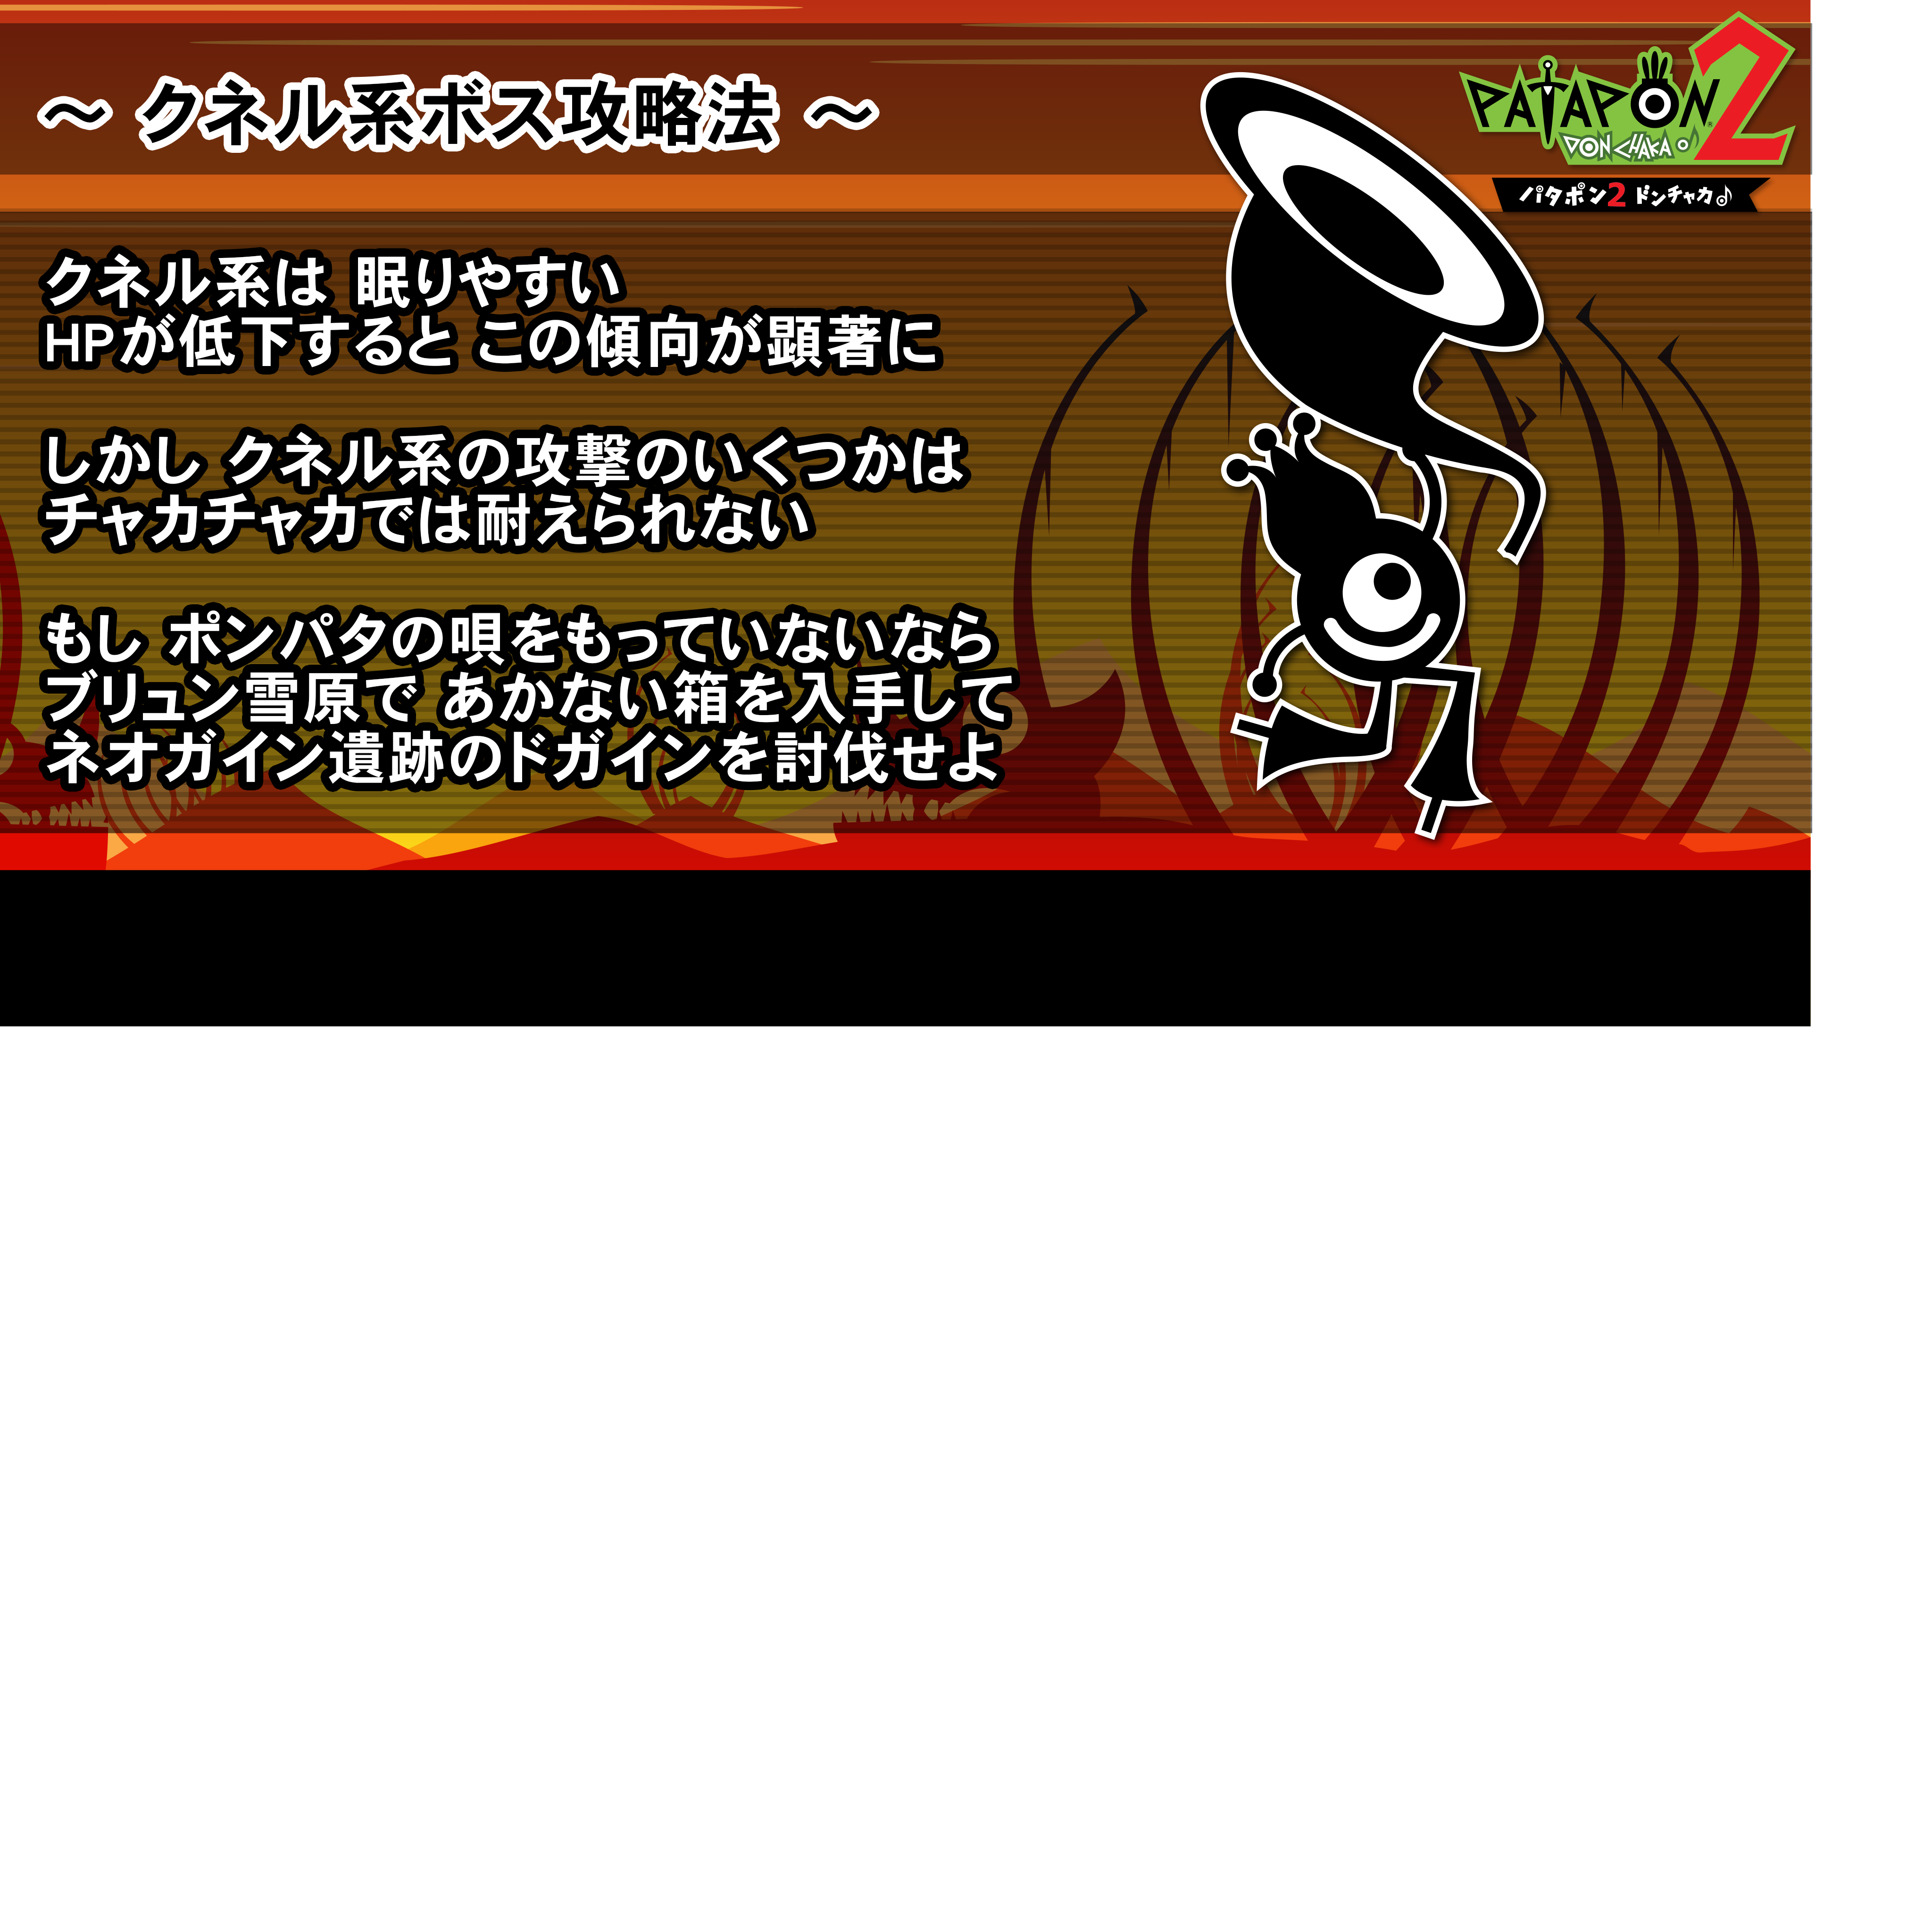 ～ クネル系ボス攻略法 ～
PATAPON2
DON CHAKA♪
パタポン2 ドンチャカ♪
クネル系は 眠りやすい
HPが低下すると この傾向が顕著に
しかし クネル系の攻撃のいくつかは
チャカチャカでは耐えられない
もし ポンパタの唄をもっていないなら
ブリュン雪原で あかない箱を入手して
ネオガイン遺跡のドガインを討伐せよ